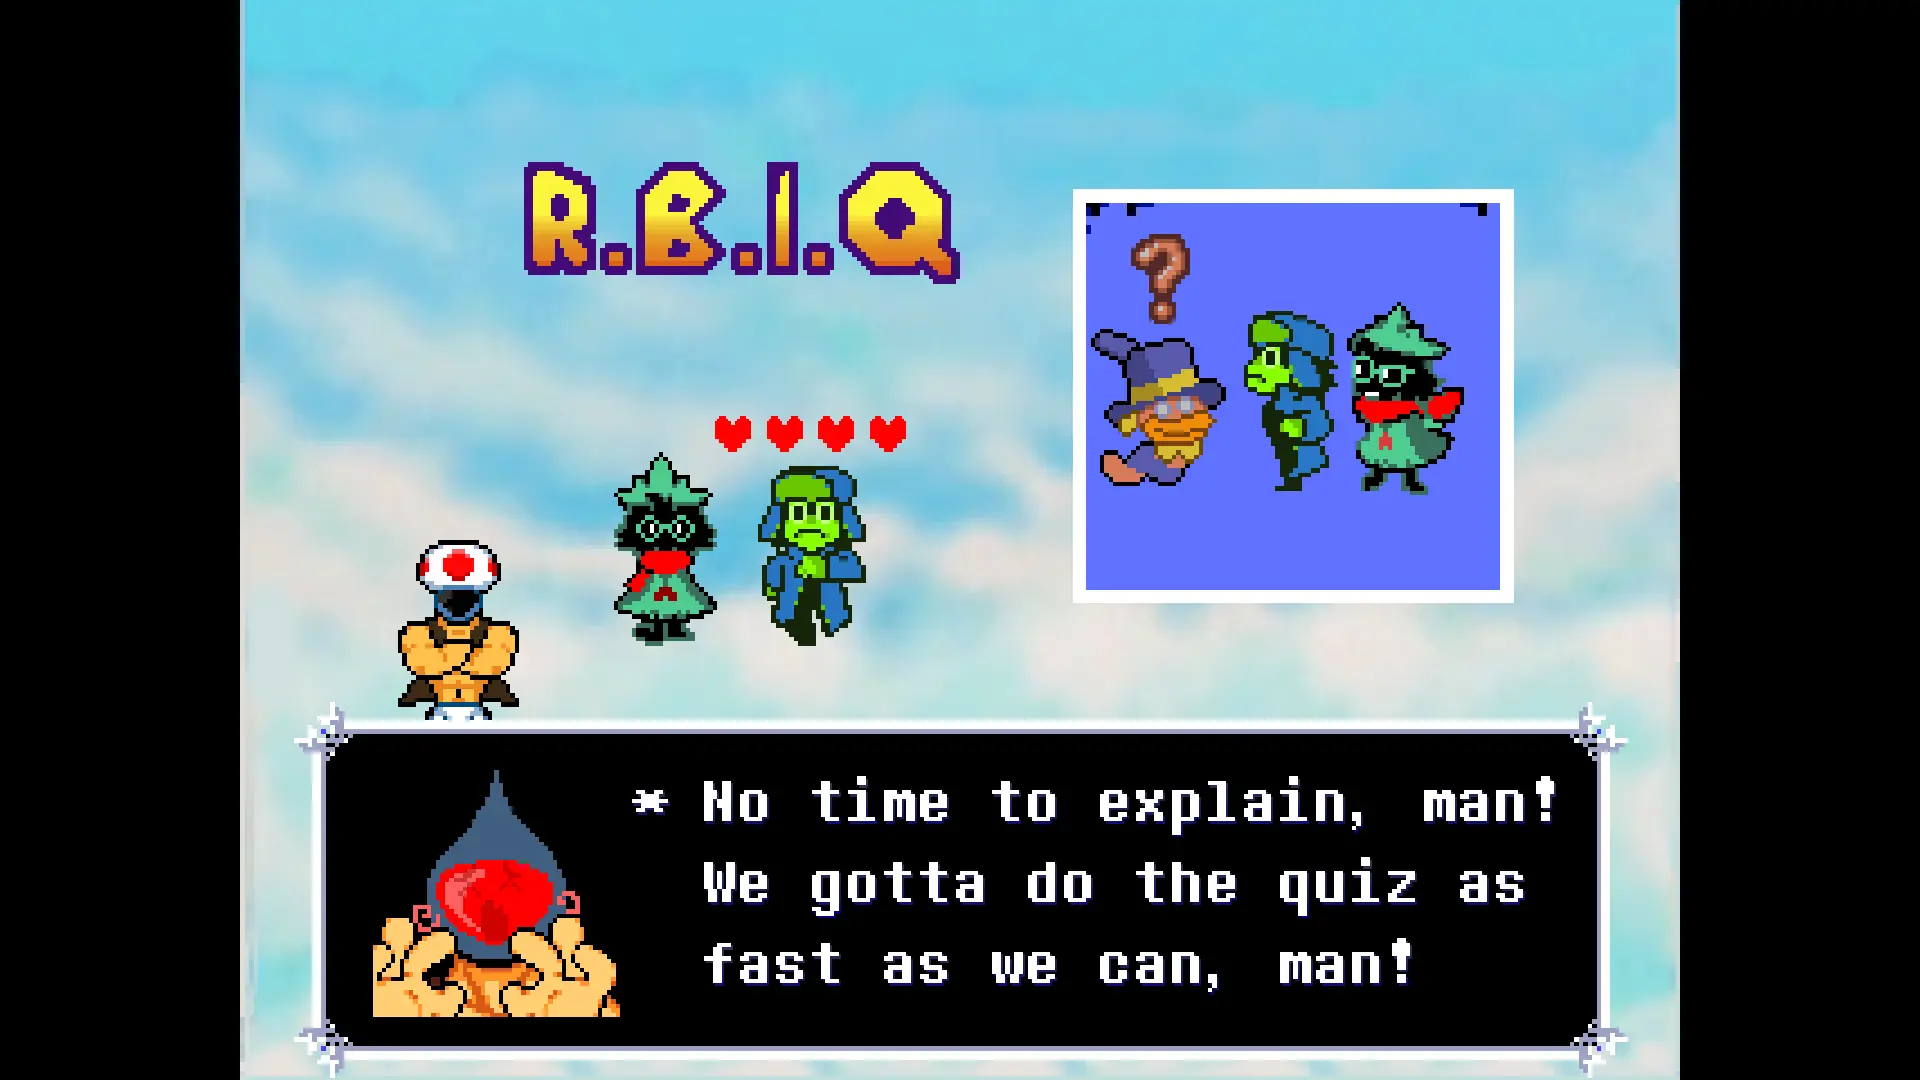 R.B.I.Q
?
* No time to explain, man!
We gotta do the quiz as
fast as we can, man!